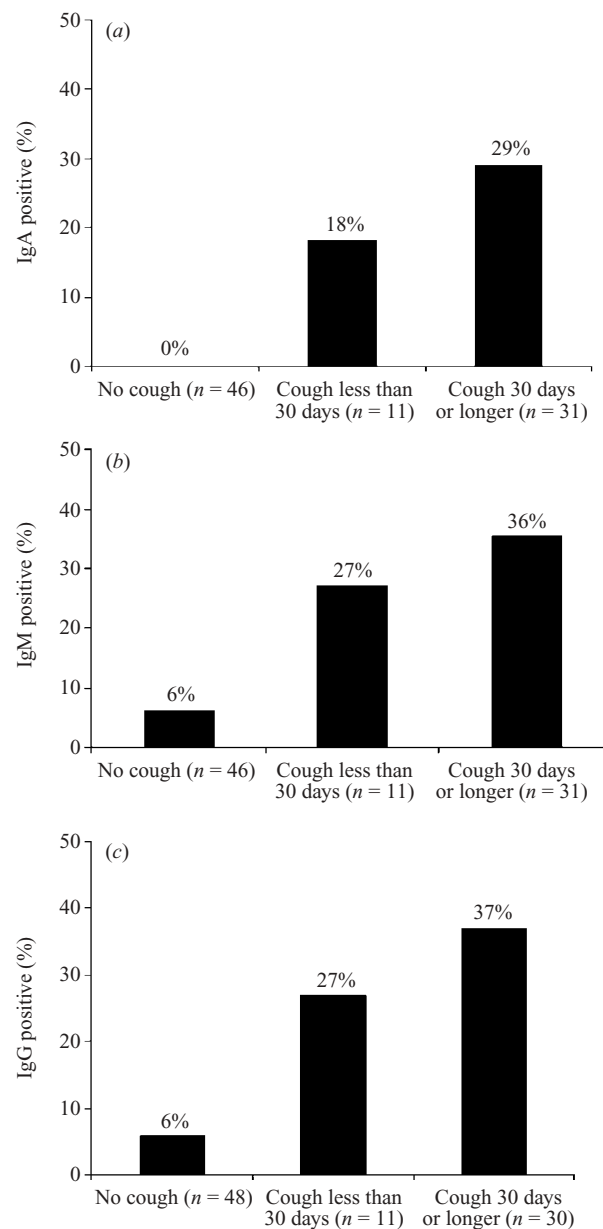 (a)
50
40
30
20
10
0
IgA positive (%)
0%
18%
29%
No cough (n = 46)
Cough less than
30 days (n = 11)
Cough 30 days
or longer (n = 31)
(b)
50
40
30
20
10
0
IgM positive (%)
6%
27%
36%
No cough (n = 46)
Cough less than
30 days (n = 11)
Cough 30 days
or longer (n = 31)
(c)
50
40
30
20
10
0
IgG positive (%)
6%
27%
37%
No cough (n = 48)
Cough less than
30 days (n = 11)
Cough 30 days
or longer (n = 30)